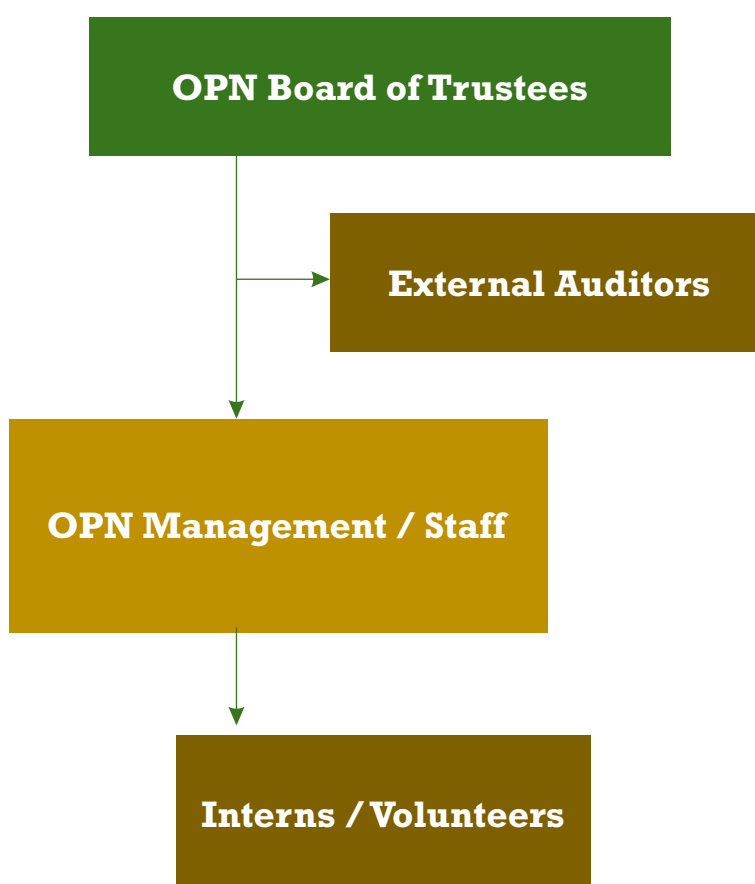 OPN Board of Trustees
External Auditors
OPN Management / Staff
Interns / Volunteers